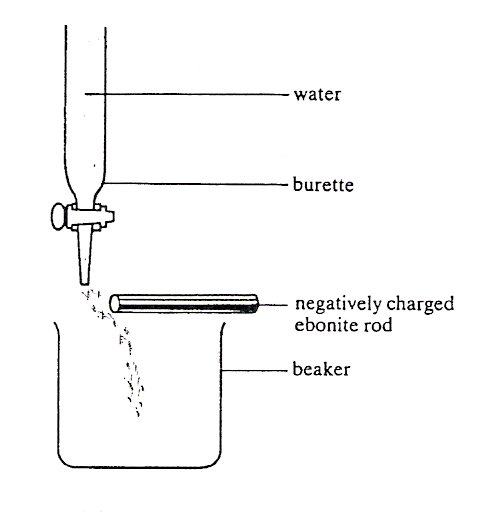 water
burette
negatively charged
ebonite rod
beaker